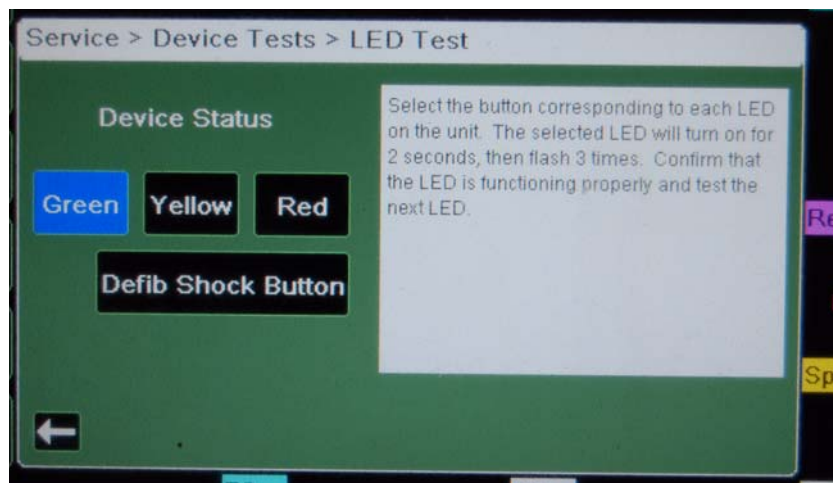 Service > Device Tests > LED Test
Device Status
Green
Yellow
Red
Defib Shock Button
Select the button corresponding to each LED
on the unit. The selected LED will turn on for
2 seconds, then flash 3 times. Confirm that
the LED is functioning properly and test the
next LED.
Re
Sp